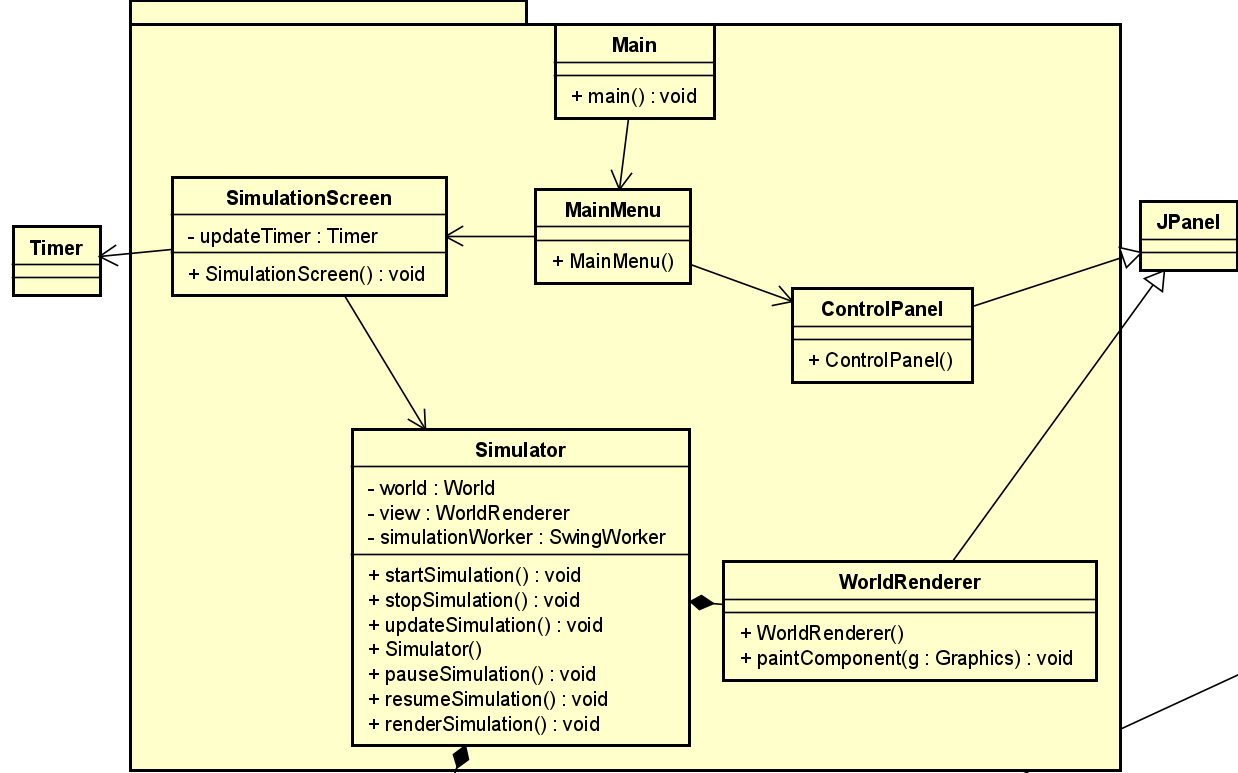 Main
+ main() : void
SimulationScreen
- updateTimer : Timer
+ SimulationScreen() : void
MainMenu
+ MainMenu()
JPanel
Timer
ControlPanel
+ ControlPanel()
Simulator
- world : World
- view : WorldRenderer
- simulationWorker : SwingWorker
+ startSimulation() : void
+ stopSimulation() : void
+ updateSimulation() : void
+ Simulator()
+ pauseSimulation() : void
+ resumeSimulation() : void
+ renderSimulation() : void
WorldRenderer
+ WorldRenderer()
+ paintComponent(g : Graphics) : void